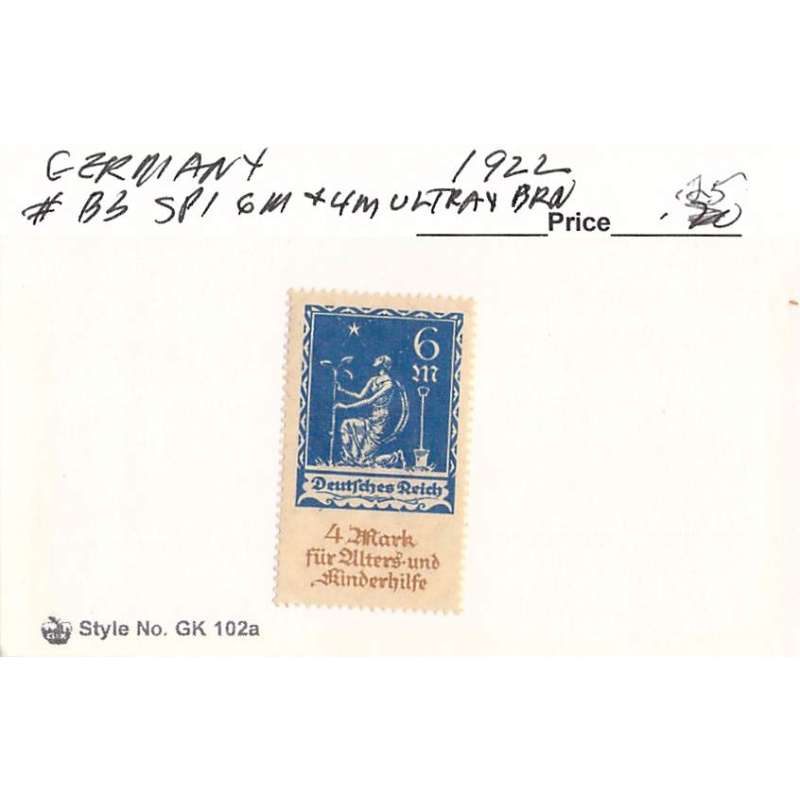 GERMANY 1922
# B3 SP1 6M + 4M ULTRA & BRN
Price .25
6
M
Deutsches Reich
4 Mark
für Alters- und
Kinderhilfe
Style No. GK 102a